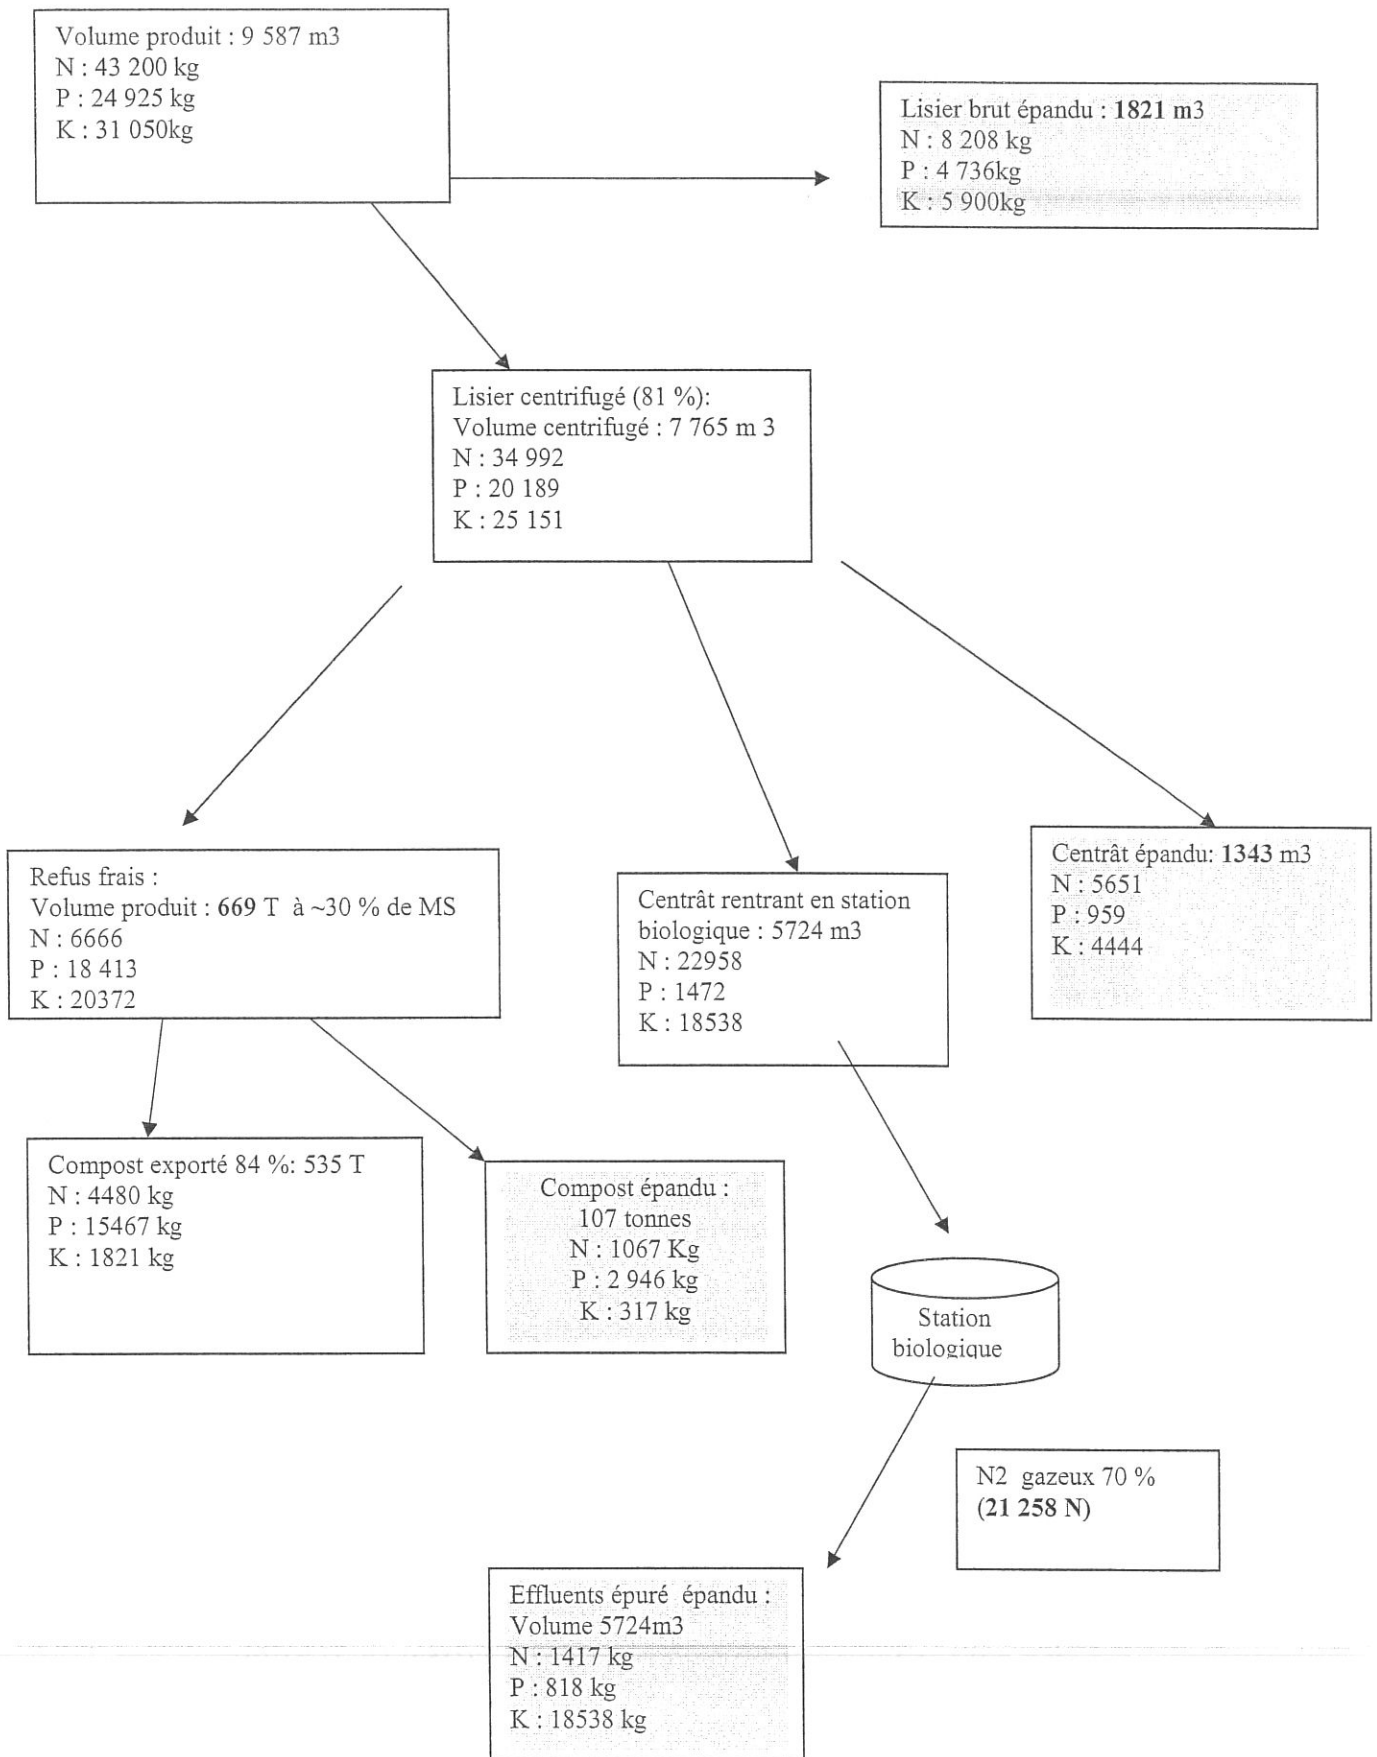 Volume produit : 9 587 m3
N : 43 200 kg
P : 24 925 kg
K : 31 050kg
Lisier brut épandu : 1821 m3
N : 8 208 kg
P : 4 736kg
K : 5 900kg
Lisier centrifugé (81 %):
Volume centrifugé : 7 765 m 3
N : 34 992
P : 20 189
K : 25 151
Refus frais :
Volume produit : 669 T à ~30 % de MS
N : 6666
P : 18 413
K : 20372
Centrât rentrant en station
biologique : 5724 m3
N : 22958
P : 1472
K : 18538
Centrât épandu: 1343 m3
N : 5651
P : 959
K : 4444
Compost exporté 84 %: 535 T
N : 4480 kg
P : 15467 kg
K : 1821 kg
Compost épandu :
107 tonnes
N : 1067 Kg
P : 2 946 kg
K : 317 kg
Station
biologique
N2 gazeux 70 %
(21 258 N)
Effluents épuré épandu :
Volume 5724m3
N : 1417 kg
P : 818 kg
K : 18538 kg